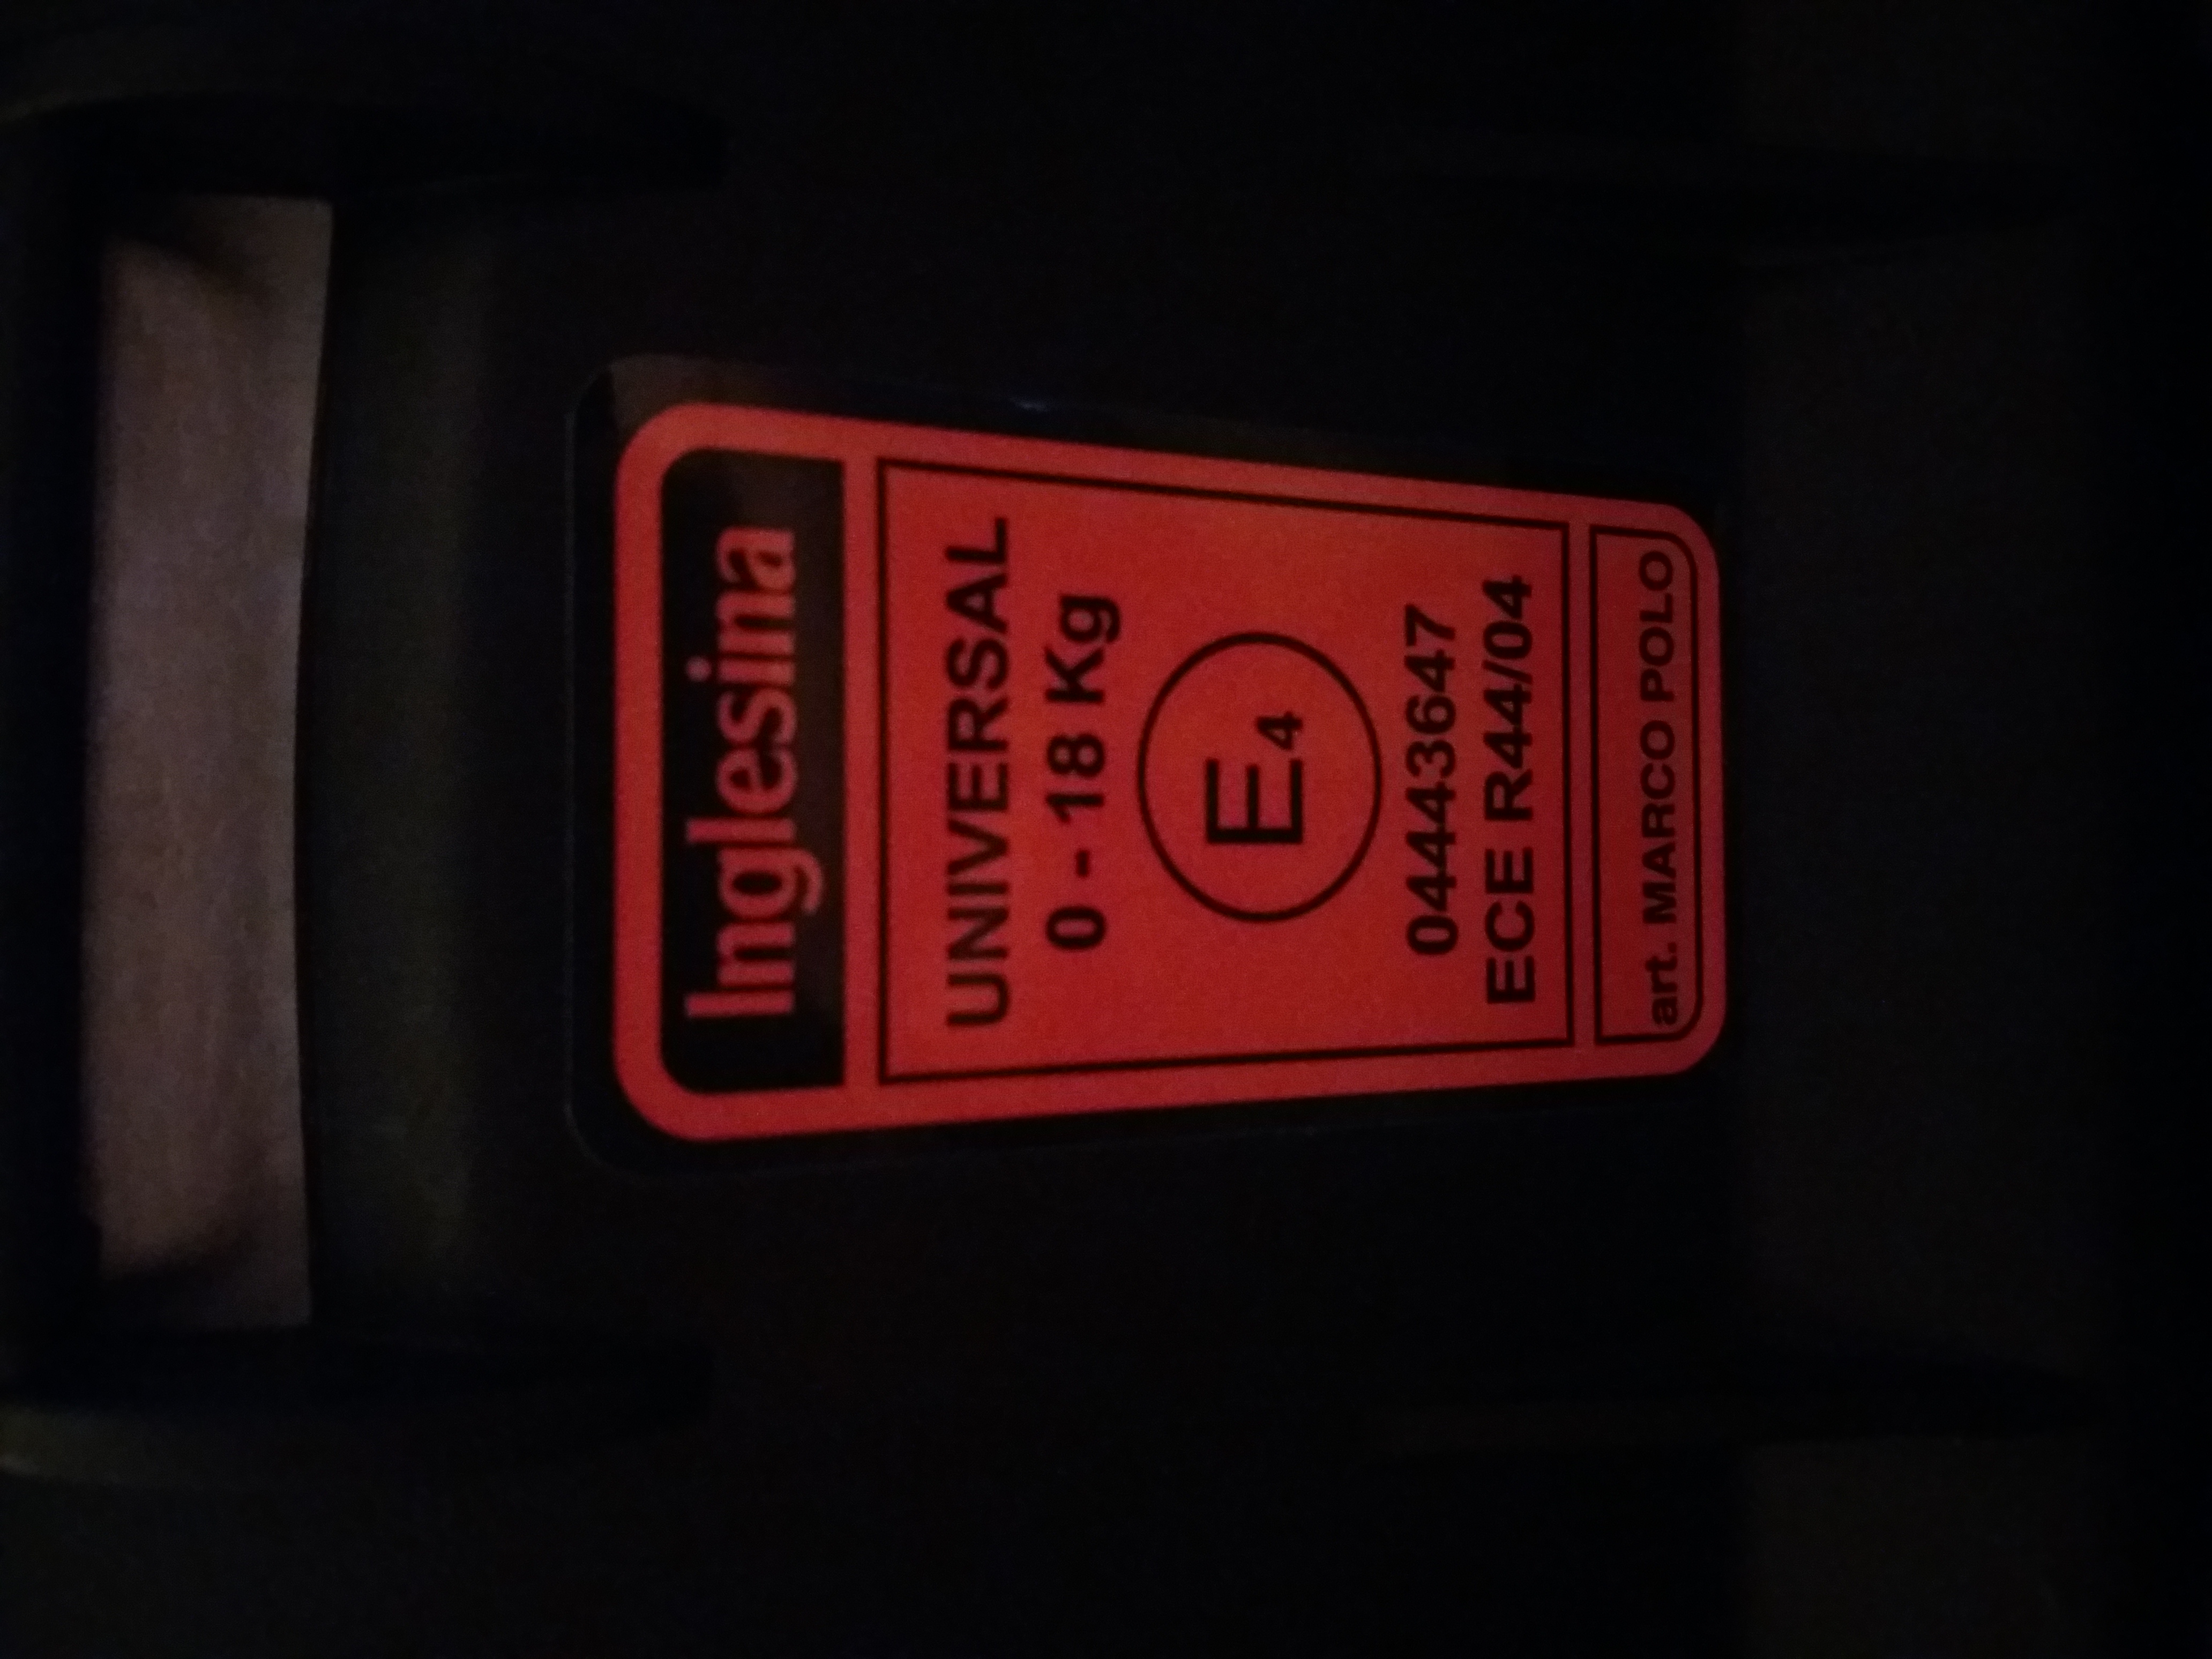 Inglesina
UNIVERSAL
0 - 18 Kg
E4
04443647
ECE R44/04
art. MARCO POLO